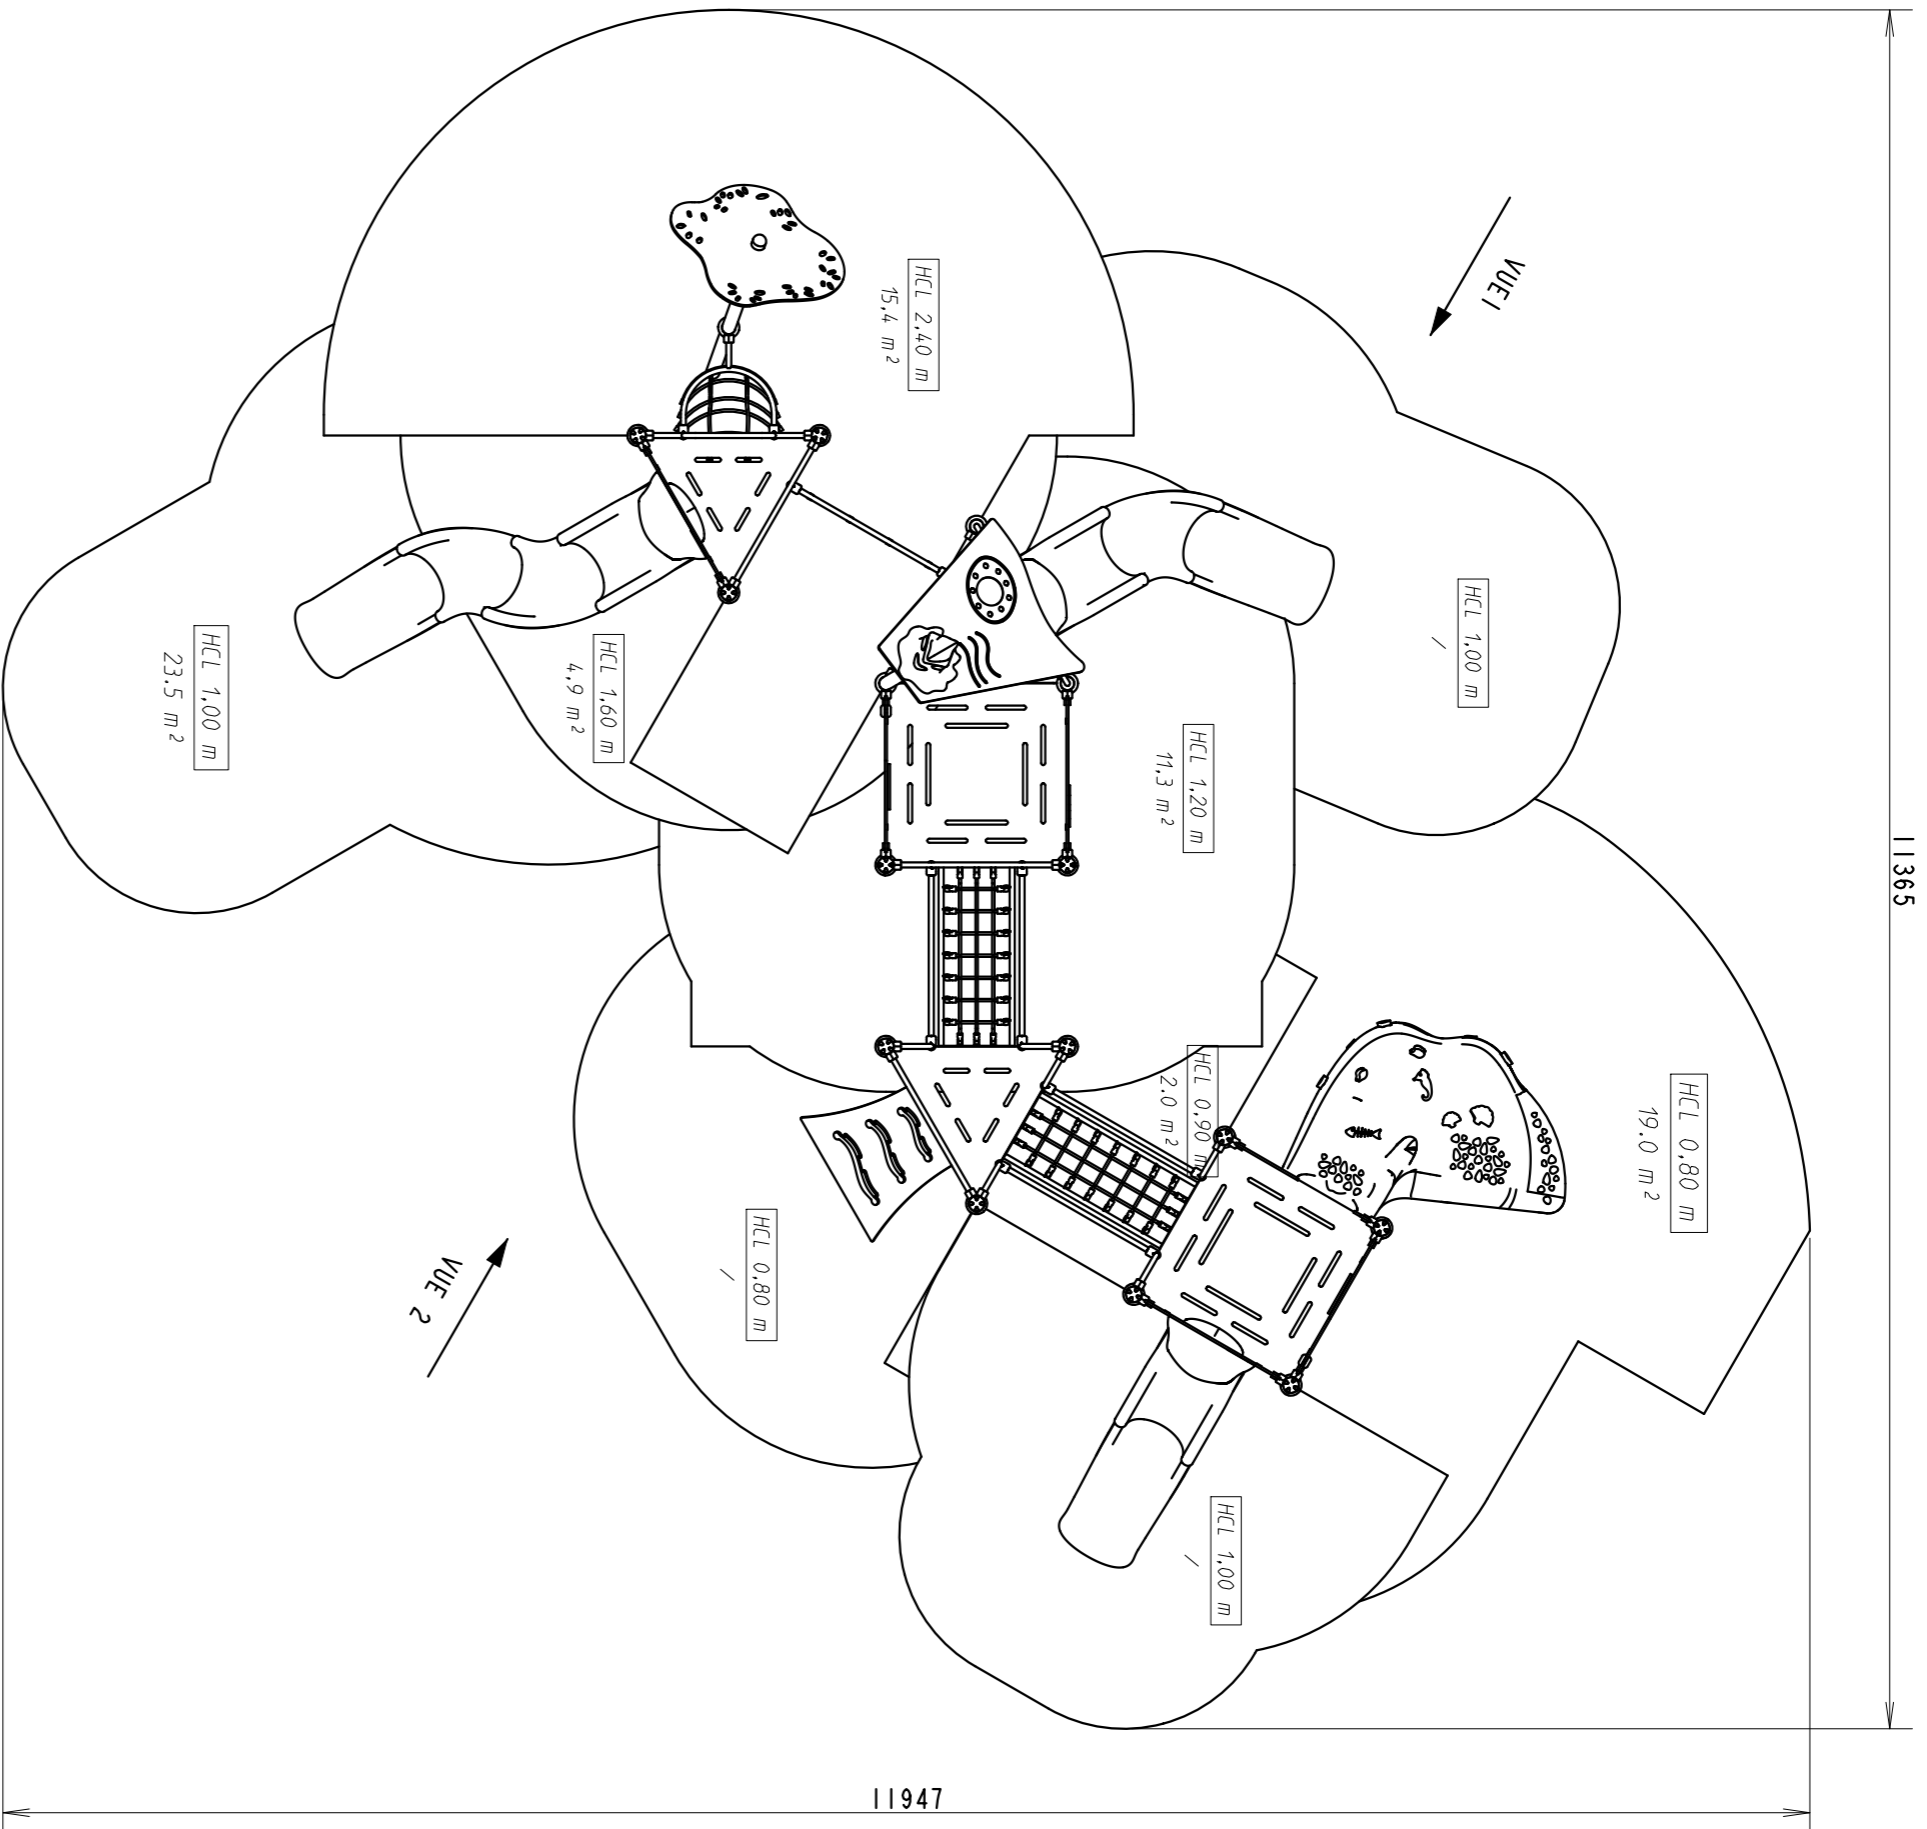 VUE1
HCL 2,40 m
15,4 m²
HCL 1,00 m
/
HCL 1,60 m
4,9 m²
HCL 1,00 m
23.5 m²
HCL 1,20 m
11,3 m²
11365
HCL 0,90 m
2.0 m²
HCL 0,80 m
19.0 m²
HCL 0,80 m
/
VUE 2
HCL 1,00 m
/
11947